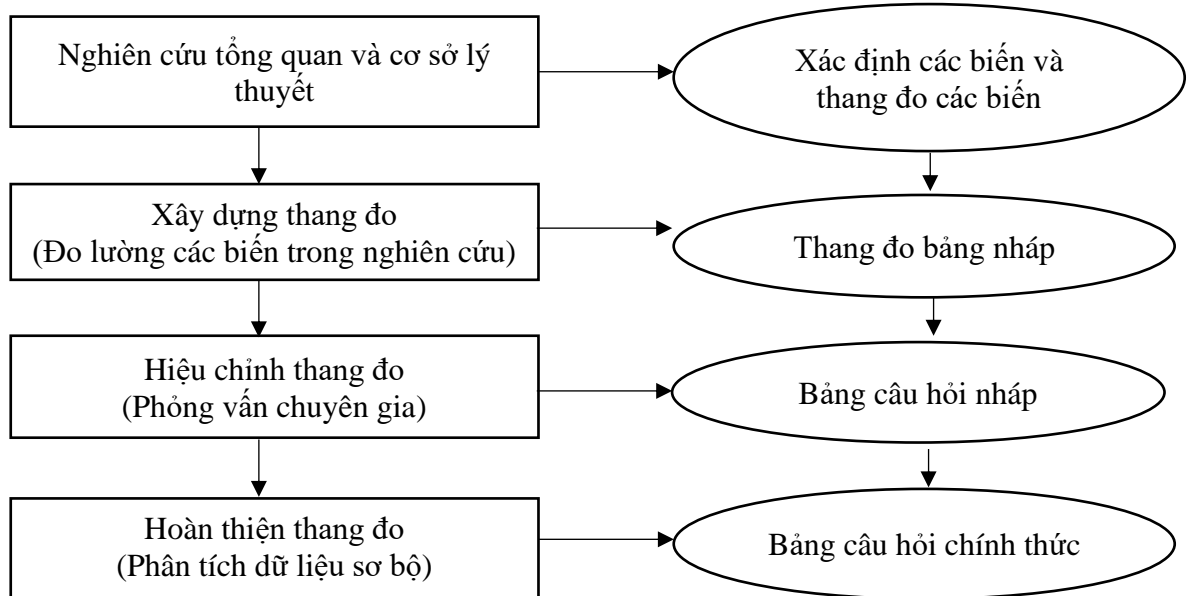 Nghiên cứu tổng quan và cơ sở lý
thuyết
Xác định các biến và
thang đo các biến
Xây dựng thang đo
(Đo lường các biến trong nghiên cứu)
Thang đo bảng nháp
Hiệu chỉnh thang đo
(Phỏng vấn chuyên gia)
Bảng câu hỏi nháp
Hoàn thiện thang đo
(Phân tích dữ liệu sơ bộ)
Bảng câu hỏi chính thức